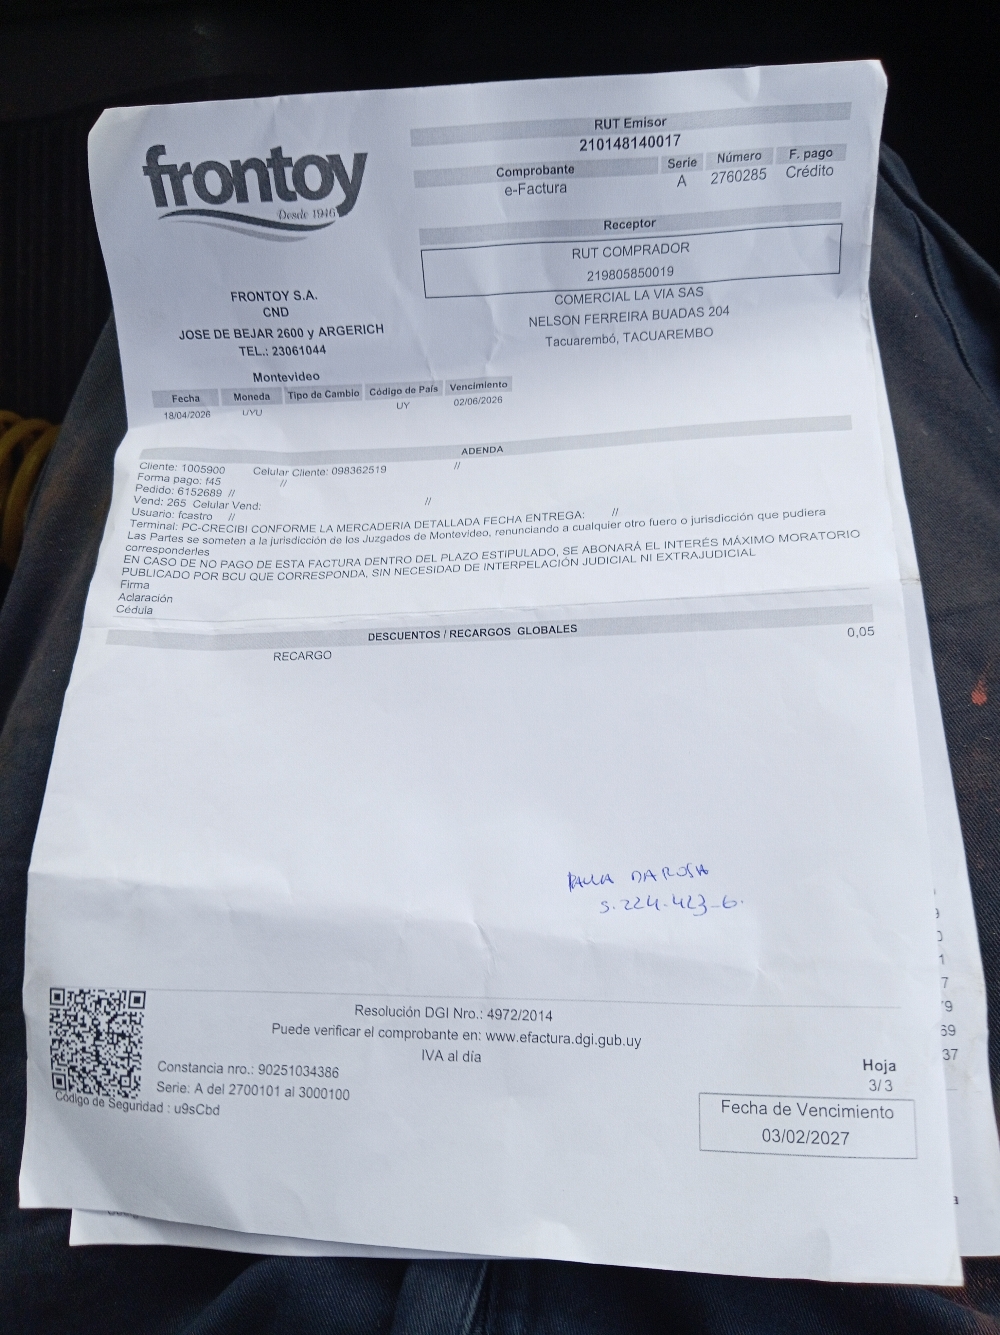 frontoy
Desde 1946
RUT Emisor
210148140017
Comprobante Serie Número F. pago
e-Factura A 2760285 Crédito
Receptor
RUT COMPRADOR
219805850019
COMERCIAL LA VIA SAS
NELSON FERREIRA BUADAS 204
Tacuarembó, TACUAREMBO
FRONTOY S.A.
CND
JOSE DE BEJAR 2600 y ARGERICH
TEL.: 23061044
Montevideo
Fecha Moneda Tipo de Cambio Código de País Vencimiento
18/04/2026 UYU UY 02/06/2026
ADENDA
Cliente: 1005900 Celular Cliente: 098362519 //
Forma pago: f45 //
Pedido: 6152689 //
Vend: 265 Celular Vend: //
Usuario: fcastro //
Terminal: PC-CRECIBI CONFORME LA MERCADERIA DETALLADA FECHA ENTREGA: //
Las Partes se someten a la jurisdicción de los Juzgados de Montevideo, renunciando a cualquier otro fuero o jurisdicción que pudiera
corresponderles
EN CASO DE NO PAGO DE ESTA FACTURA DENTRO DEL PLAZO ESTIPULADO, SE ABONARÁ EL INTERÉS MÁXIMO MORATORIO
PUBLICADO POR BCU QUE CORRESPONDA, SIN NECESIDAD DE INTERPELACIÓN JUDICIAL NI EXTRAJUDICIAL
Firma
Aclaración
Cédula
DESCUENTOS / RECARGOS GLOBALES
RECARGO 0,05
DA ROSA
5.224.423-6.
Resolución DGI Nro.: 4972/2014
Puede verificar el comprobante en: www.efactura.dgi.gub.uy
IVA al día
Constancia nro.: 90251034386
Serie: A del 2700101 al 3000100
Código de Seguridad : u9sCbd
Hoja
3/ 3
Fecha de Vencimiento
03/02/2027
7
69
37